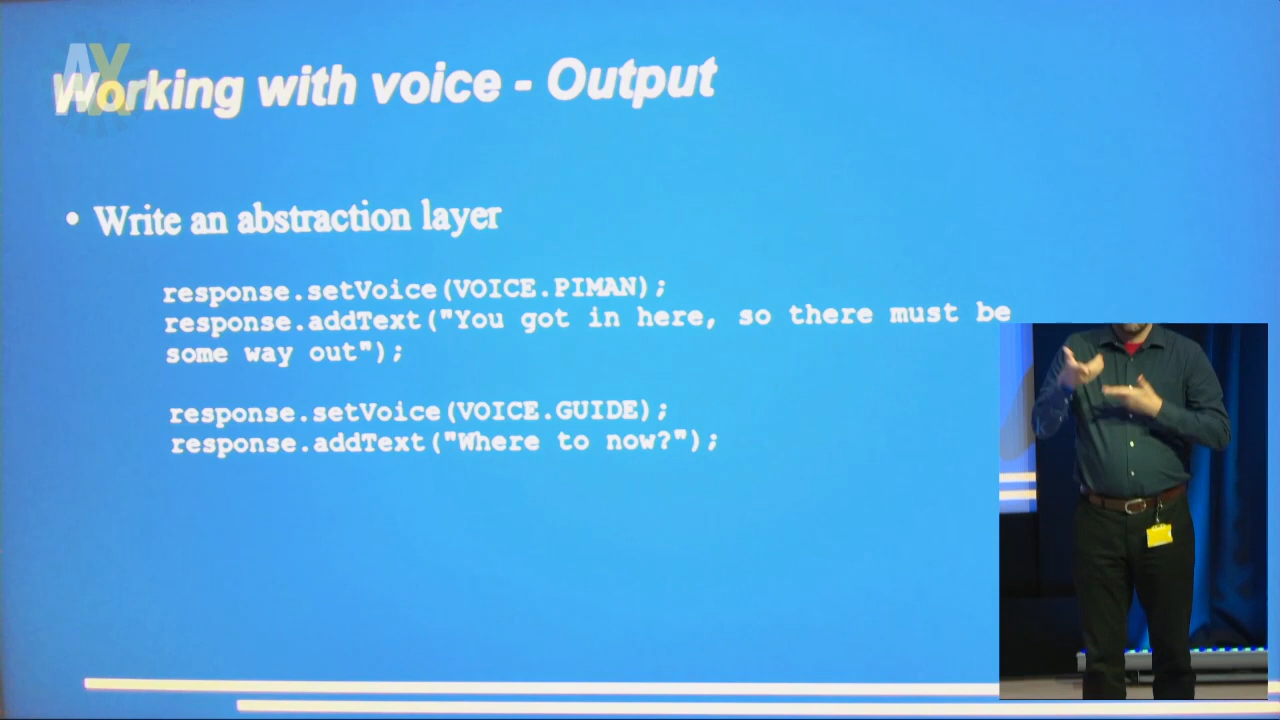 AV
Working with voice - Output
• Write an abstraction layer
response.setVoice(VOICE.PIMAN);
response.addText("You got in here, so there must be
some way out");
response.setVoice(VOICE.GUIDE);
response.addText("Where to now?");